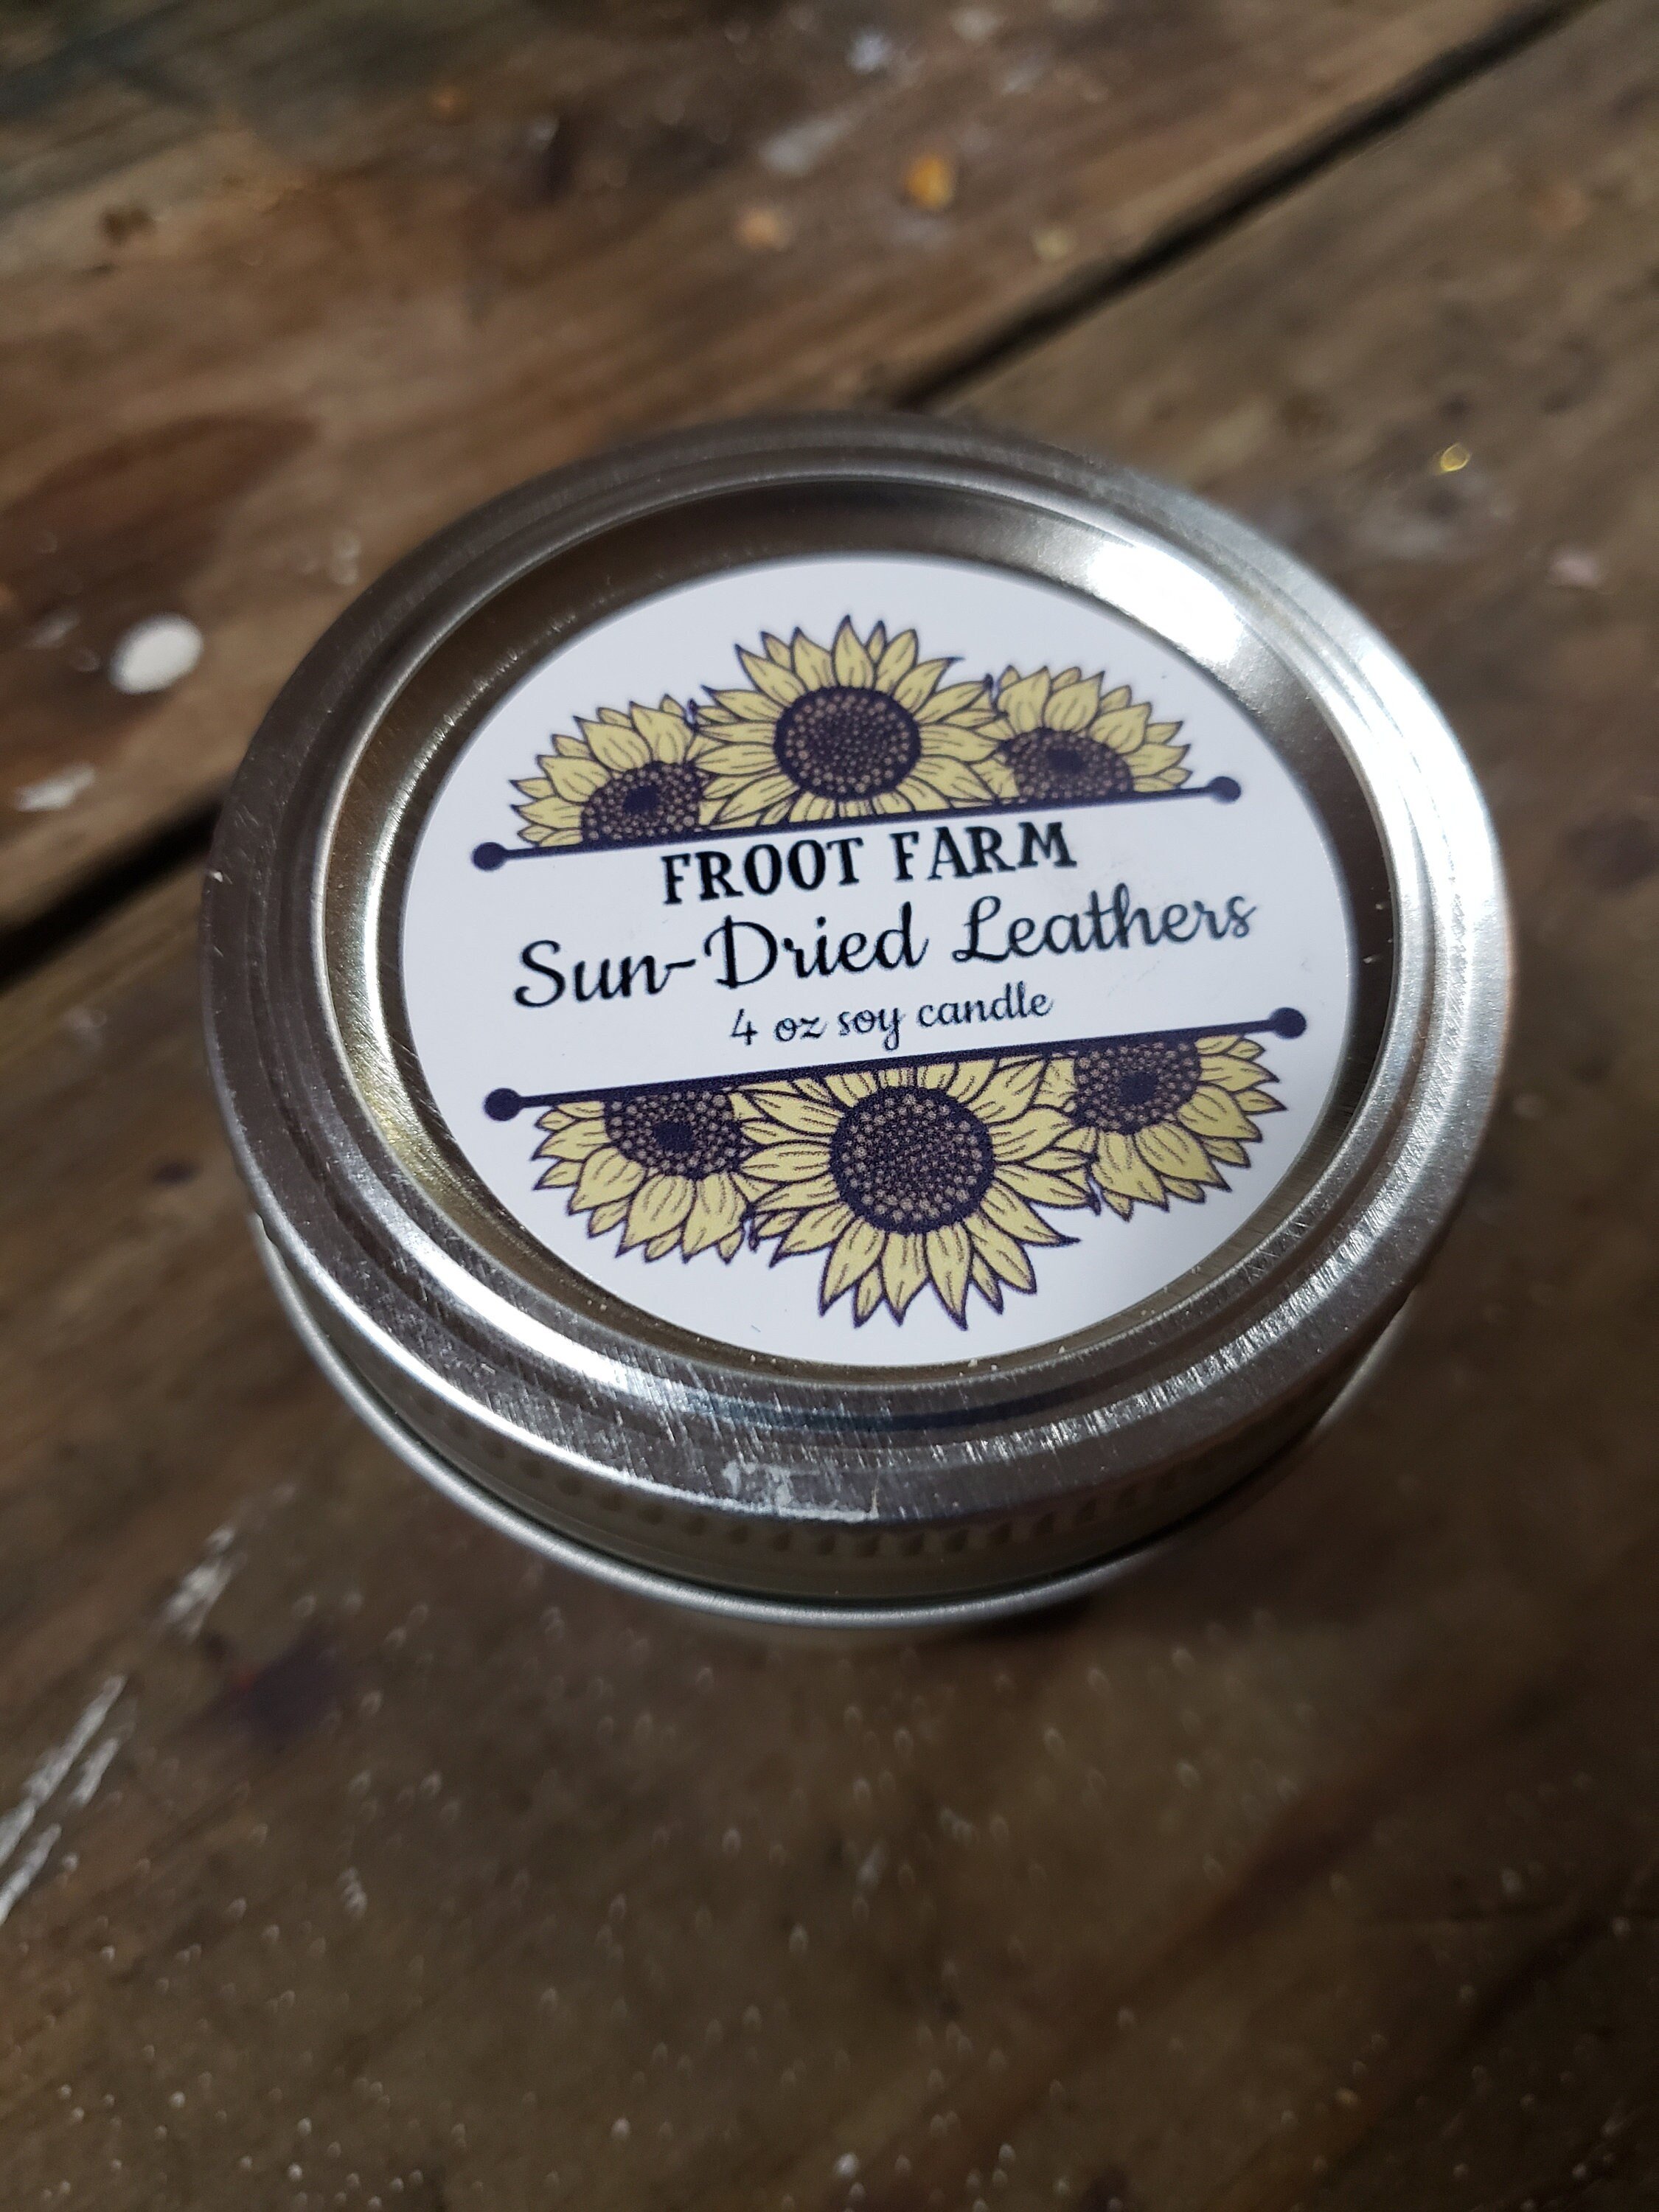 FROOT FARM
Sun-Dried Leathers
4 oz soy candle